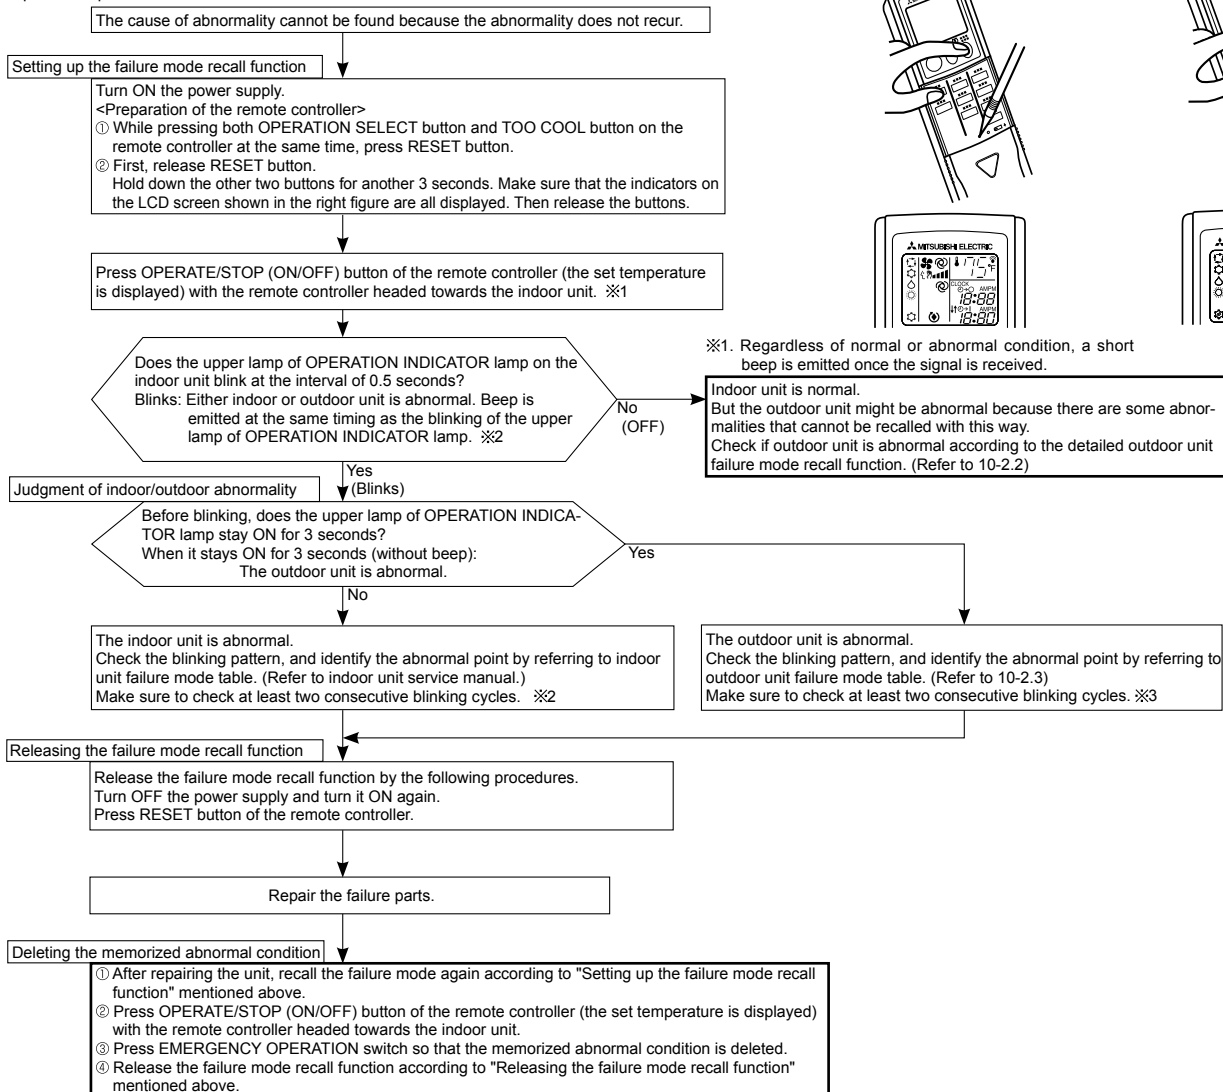 The cause of abnormality cannot be found because the abnormality does not recur.
Setting up the failure mode recall function
Turn ON the power supply.
<Preparation of the remote controller>
① While pressing both OPERATION SELECT button and TOO COOL button on the
remote controller at the same time, press RESET button.
② First, release RESET button.
Hold down the other two buttons for another 3 seconds. Make sure that the indicators on
the LCD screen shown in the right figure are all displayed. Then release the buttons.
MITSUBISHI ELECTRIC
CLOCK
AMPM
18:88
AMPM
18:80
Press OPERATE/STOP (ON/OFF) button of the remote controller (the set temperature
is displayed) with the remote controller headed towards the indoor unit. ※1
※1. Regardless of normal or abnormal condition, a short
beep is emitted once the signal is received.
Does the upper lamp of OPERATION INDICATOR lamp on the
indoor unit blink at the interval of 0.5 seconds?
Blinks: Either indoor or outdoor unit is abnormal. Beep is
emitted at the same timing as the blinking of the upper
lamp of OPERATION INDICATOR lamp. ※2
No
(OFF)
Indoor unit is normal.
But the outdoor unit might be abnormal because there are some abnor-
malities that cannot be recalled with this way.
Check if outdoor unit is abnormal according to the detailed outdoor unit
failure mode recall function. (Refer to 10-2.2)
Yes
(Blinks)
Judgment of indoor/outdoor abnormality
Before blinking, does the upper lamp of OPERATION INDICA-
TOR lamp stay ON for 3 seconds?
When it stays ON for 3 seconds (without beep):
The outdoor unit is abnormal.
Yes
No
The indoor unit is abnormal.
Check the blinking pattern, and identify the abnormal point by referring to indoor
unit failure mode table. (Refer to indoor unit service manual.)
Make sure to check at least two consecutive blinking cycles. ※2
The outdoor unit is abnormal.
Check the blinking pattern, and identify the abnormal point by referring to
outdoor unit failure mode table. (Refer to 10-2.3)
Make sure to check at least two consecutive blinking cycles. ※3
Releasing the failure mode recall function
Release the failure mode recall function by the following procedures.
Turn OFF the power supply and turn it ON again.
Press RESET button of the remote controller.
Repair the failure parts.
Deleting the memorized abnormal condition
① After repairing the unit, recall the failure mode again according to "Setting up the failure mode recall
function" mentioned above.
② Press OPERATE/STOP (ON/OFF) button of the remote controller (the set temperature is displayed)
with the remote controller headed towards the indoor unit.
③ Press EMERGENCY OPERATION switch so that the memorized abnormal condition is deleted.
④ Release the failure mode recall function according to "Releasing the failure mode recall function"
mentioned above.